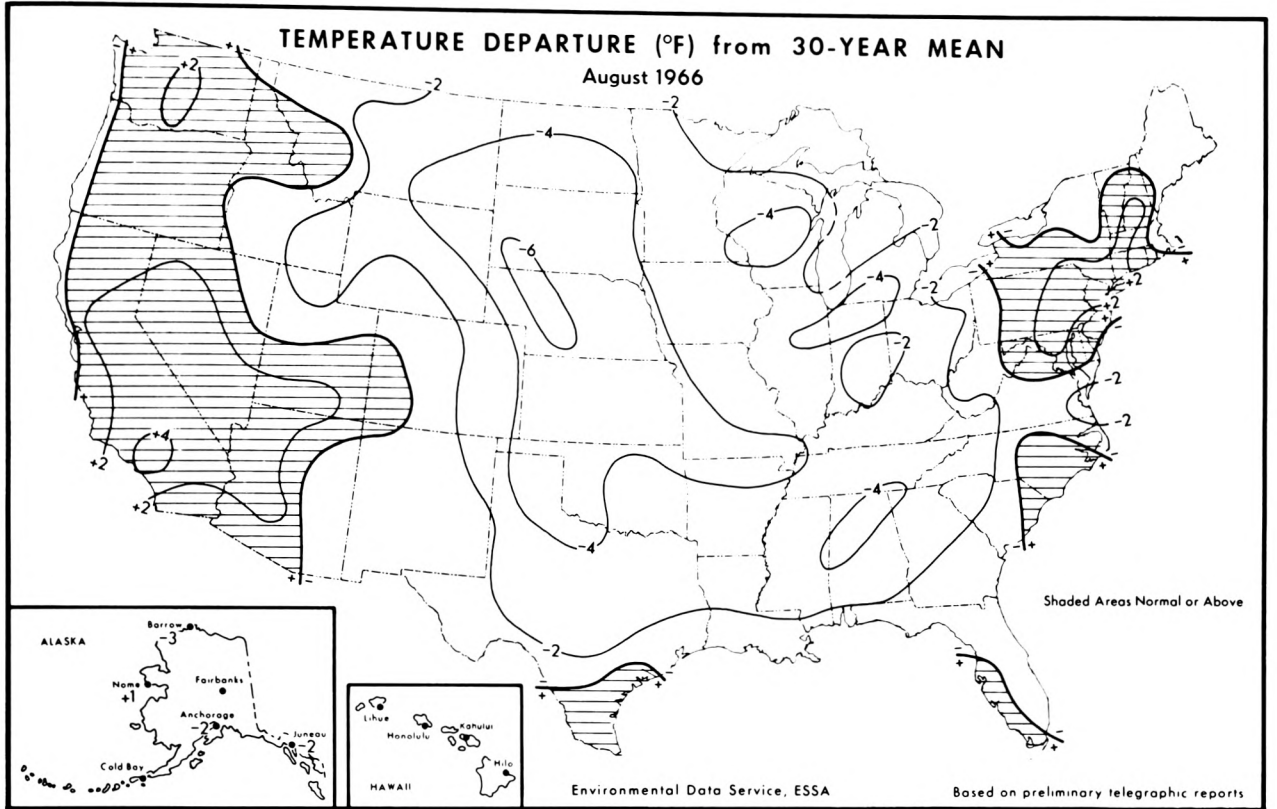 TEMPERATURE DEPARTURE (°F) from 30-YEAR MEAN
August 1966
+2
-2
-2
-4
-4
-6
-2
-4
-2
+2
+2
-2
-2
-2
+4
+2
+2
-4
-4
-2
Shaded Areas Normal or Above
ALASKA
Barrow
-3
Nome
+1
Fairbanks
Anchorage
-2
Juneau
-2
Cold Bay
Lihue
Honolulu
Kahului
Hilo
HAWAII
Environmental Data Service, ESSA
Based on preliminary telegraphic reports